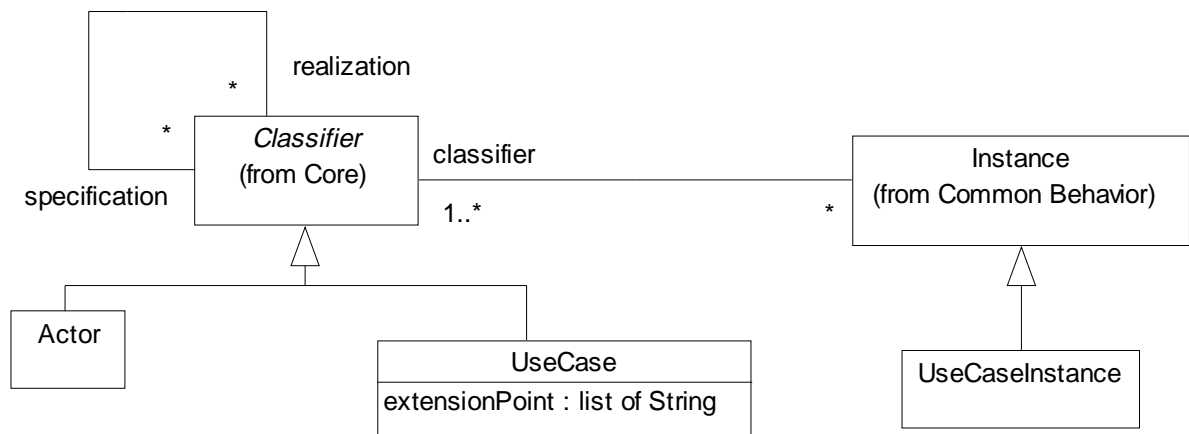 realization
*
*
Classifier
(from Core)
classifier
Instance
(from Common Behavior)
specification
1..*
*
Actor
UseCase
extensionPoint : list of String
UseCaseInstance